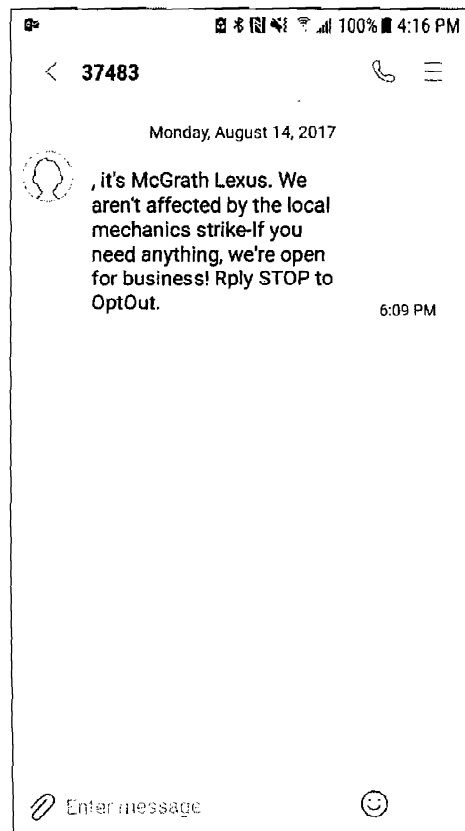 100% 4:16 PM
37483
Monday, August 14, 2017
, it's McGrath Lexus. We
aren't affected by the local
mechanics strike-If you
need anything, we're open
for business! Rply STOP to
OptOut.
6:09 PM
Enter message